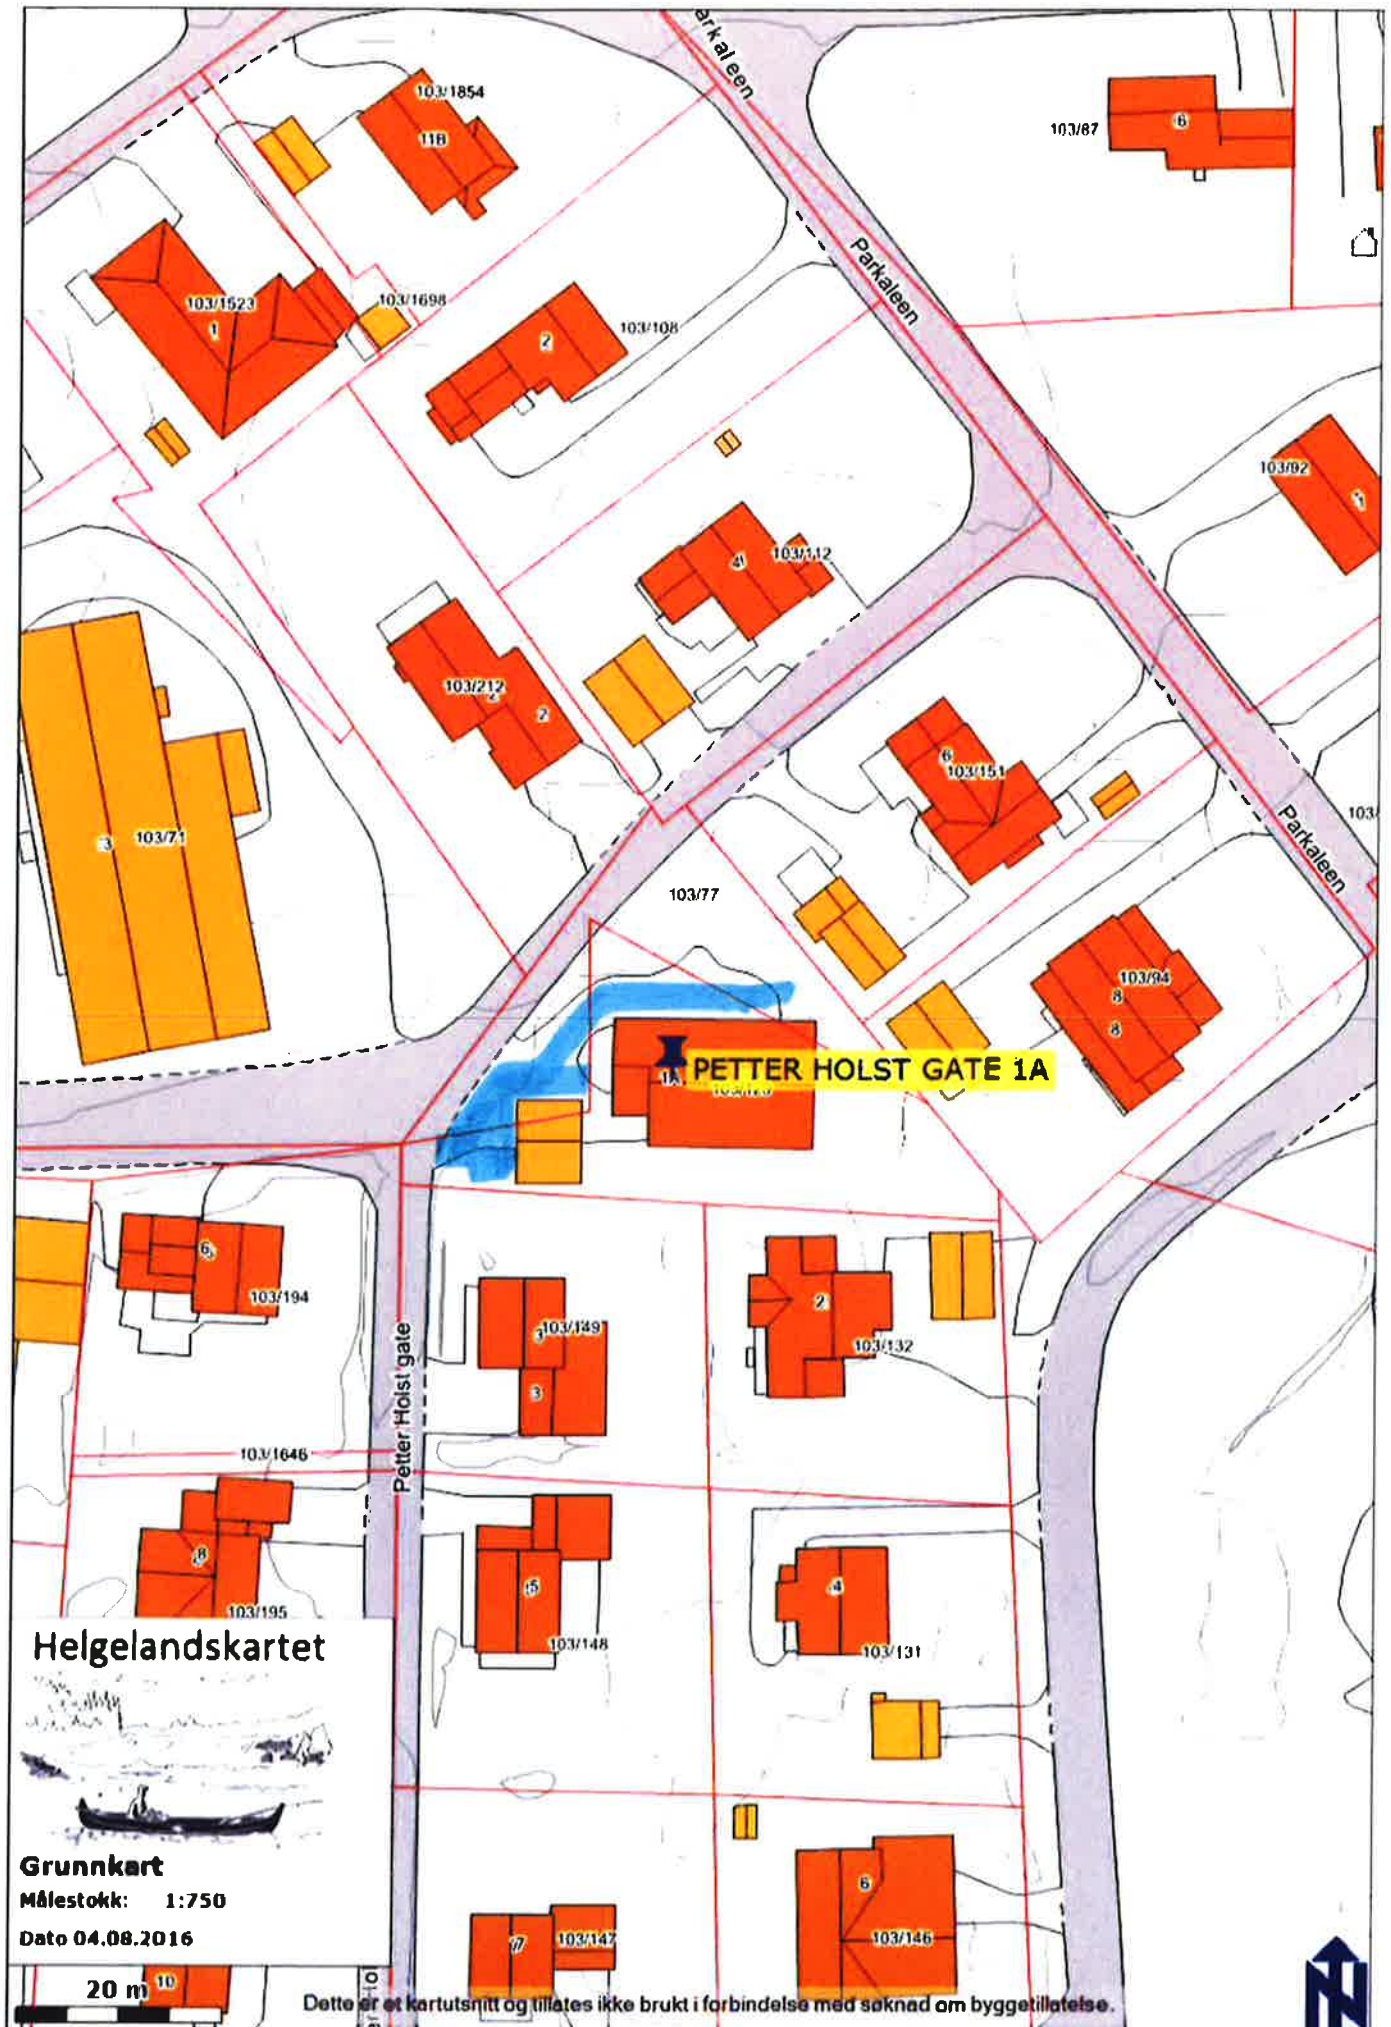 Parkaleen
103/1854
11B
103/87
6
Parkaleen
103/1523
1
103/1698
103/108
2
103/92
103/112
4
103/212
2
2
6
103/151
103/71
3
103/77
Parkaleen
103/94
8
8
PETTER HOLST GATE 1A
1A
103/194
103/149
3
3
2
103/132
Petter Holst gate
103/1646
8
103/195
5
103/148
4
103/131
Helgelandskartet
Grunnkart
Målestokk: 1:750
Dato 04.08.2016
7
103/147
6
103/146
20 m
10
N
Dette er et kartutsnitt og tillates ikke brukt i forbindelse med søknad om byggetillatelse.